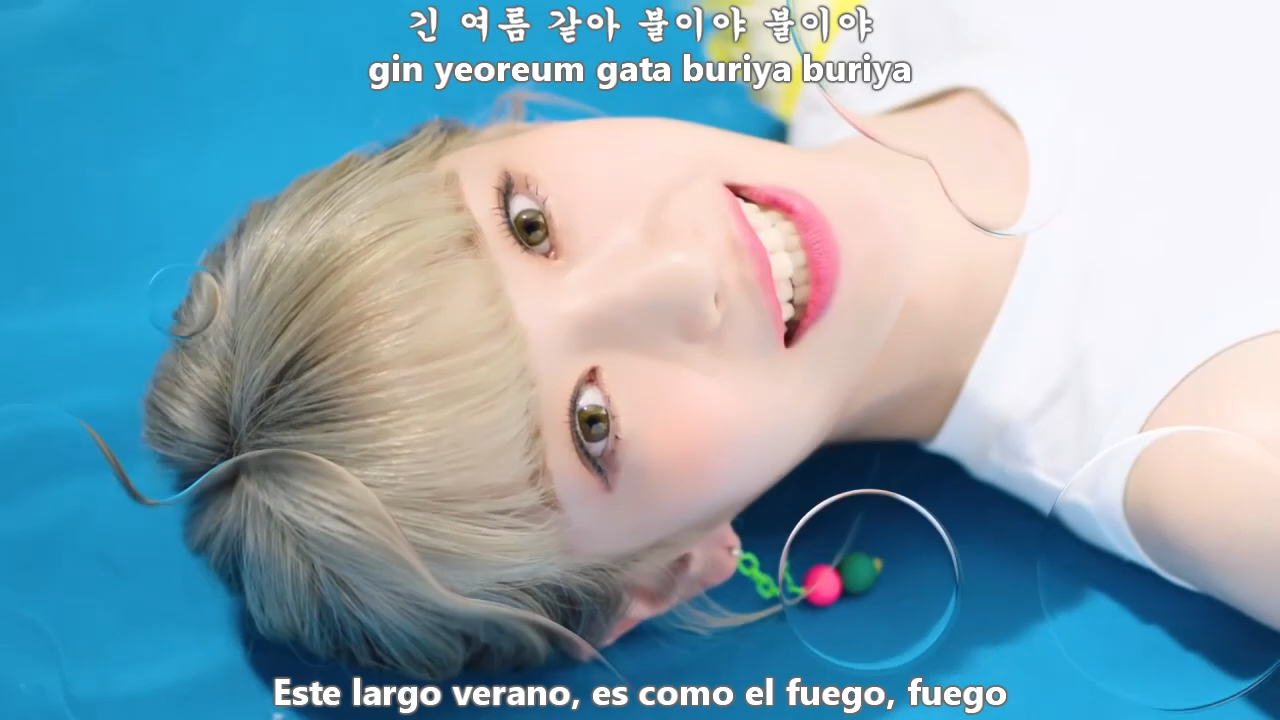 긴 여름 같아 불이야 불이야
gin yeoreum gata buriya buriya
Este largo verano, es como el fuego, fuego